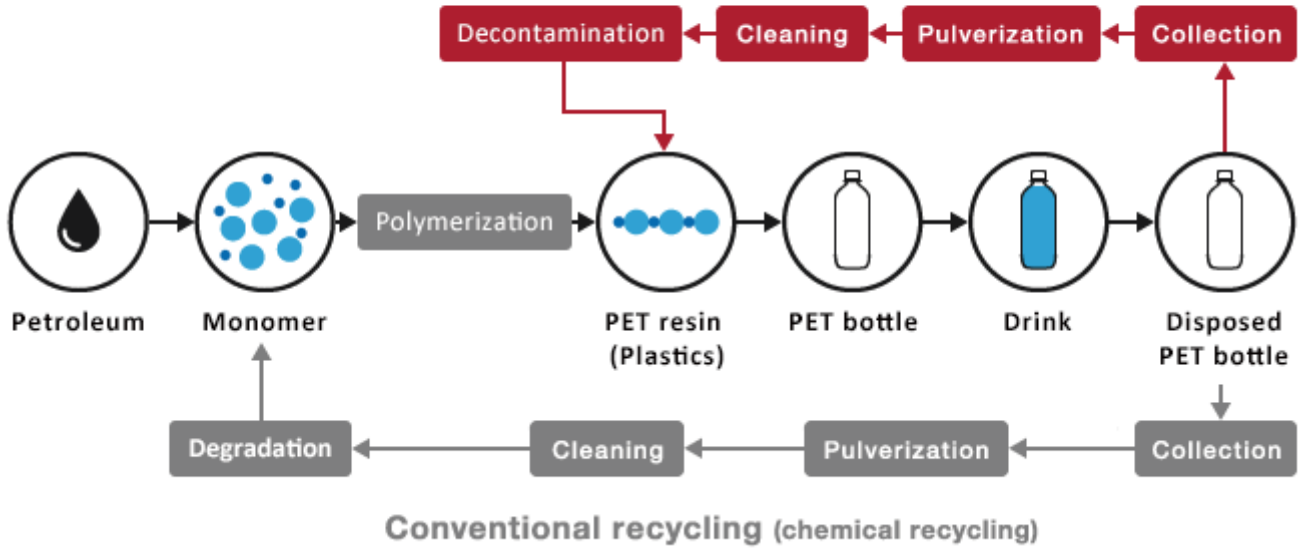 Decontamination
Cleaning
Pulverization
Collection
Polymerization
Petroleum
Monomer
PET resin
(Plastics)
PET bottle
Drink
Disposed
PET bottle
Degradation
Cleaning
Pulverization
Collection
Conventional recycling (chemical recycling)